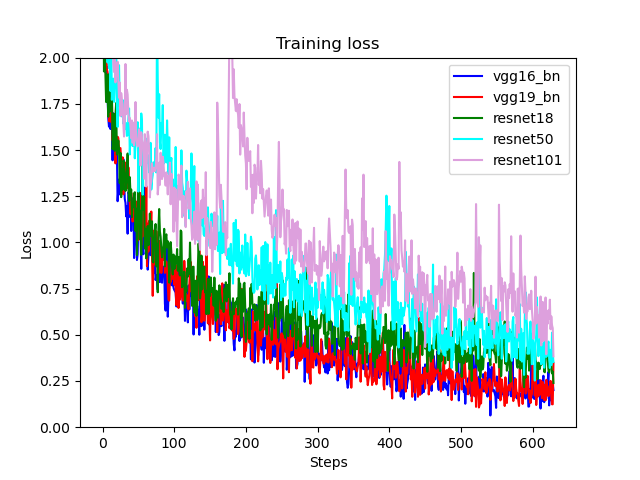 Training loss
2.00
1.75
1.50
1.25
1.00
0.75
0.50
0.25
0.00
Loss
vgg16_bn
vgg19_bn
resnet18
resnet50
resnet101
0 100 200 300 400 500 600
Steps